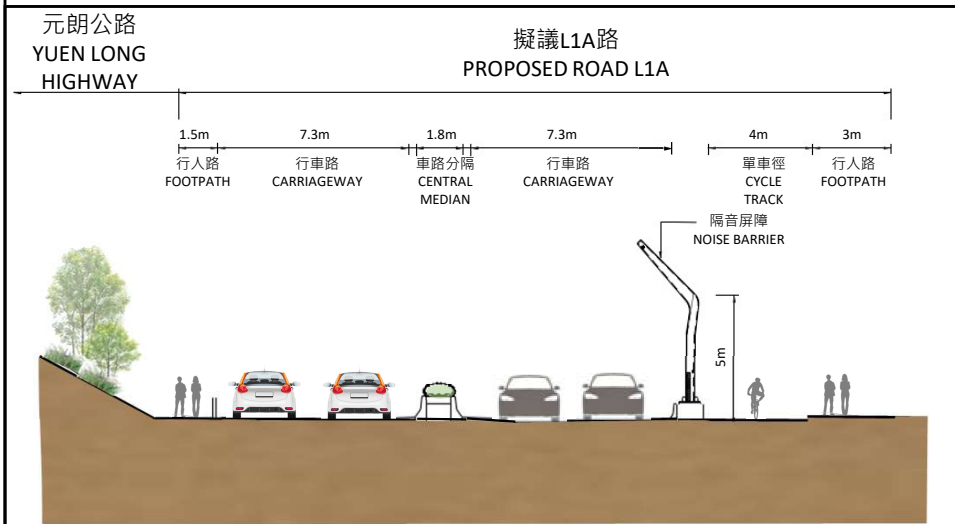 元朗公路
YUEN LONG
HIGHWAY
擬議L1A路
PROPOSED ROAD L1A
1.5m
行人路
FOOTPATH
7.3m
行車路
CARRIAGEWAY
1.8m
車路分隔
CENTRAL
MEDIAN
7.3m
行車路
CARRIAGEWAY
4m
單車徑
CYCLE
TRACK
3m
行人路
FOOTPATH
隔音屏障
NOISE BARRIER
5m